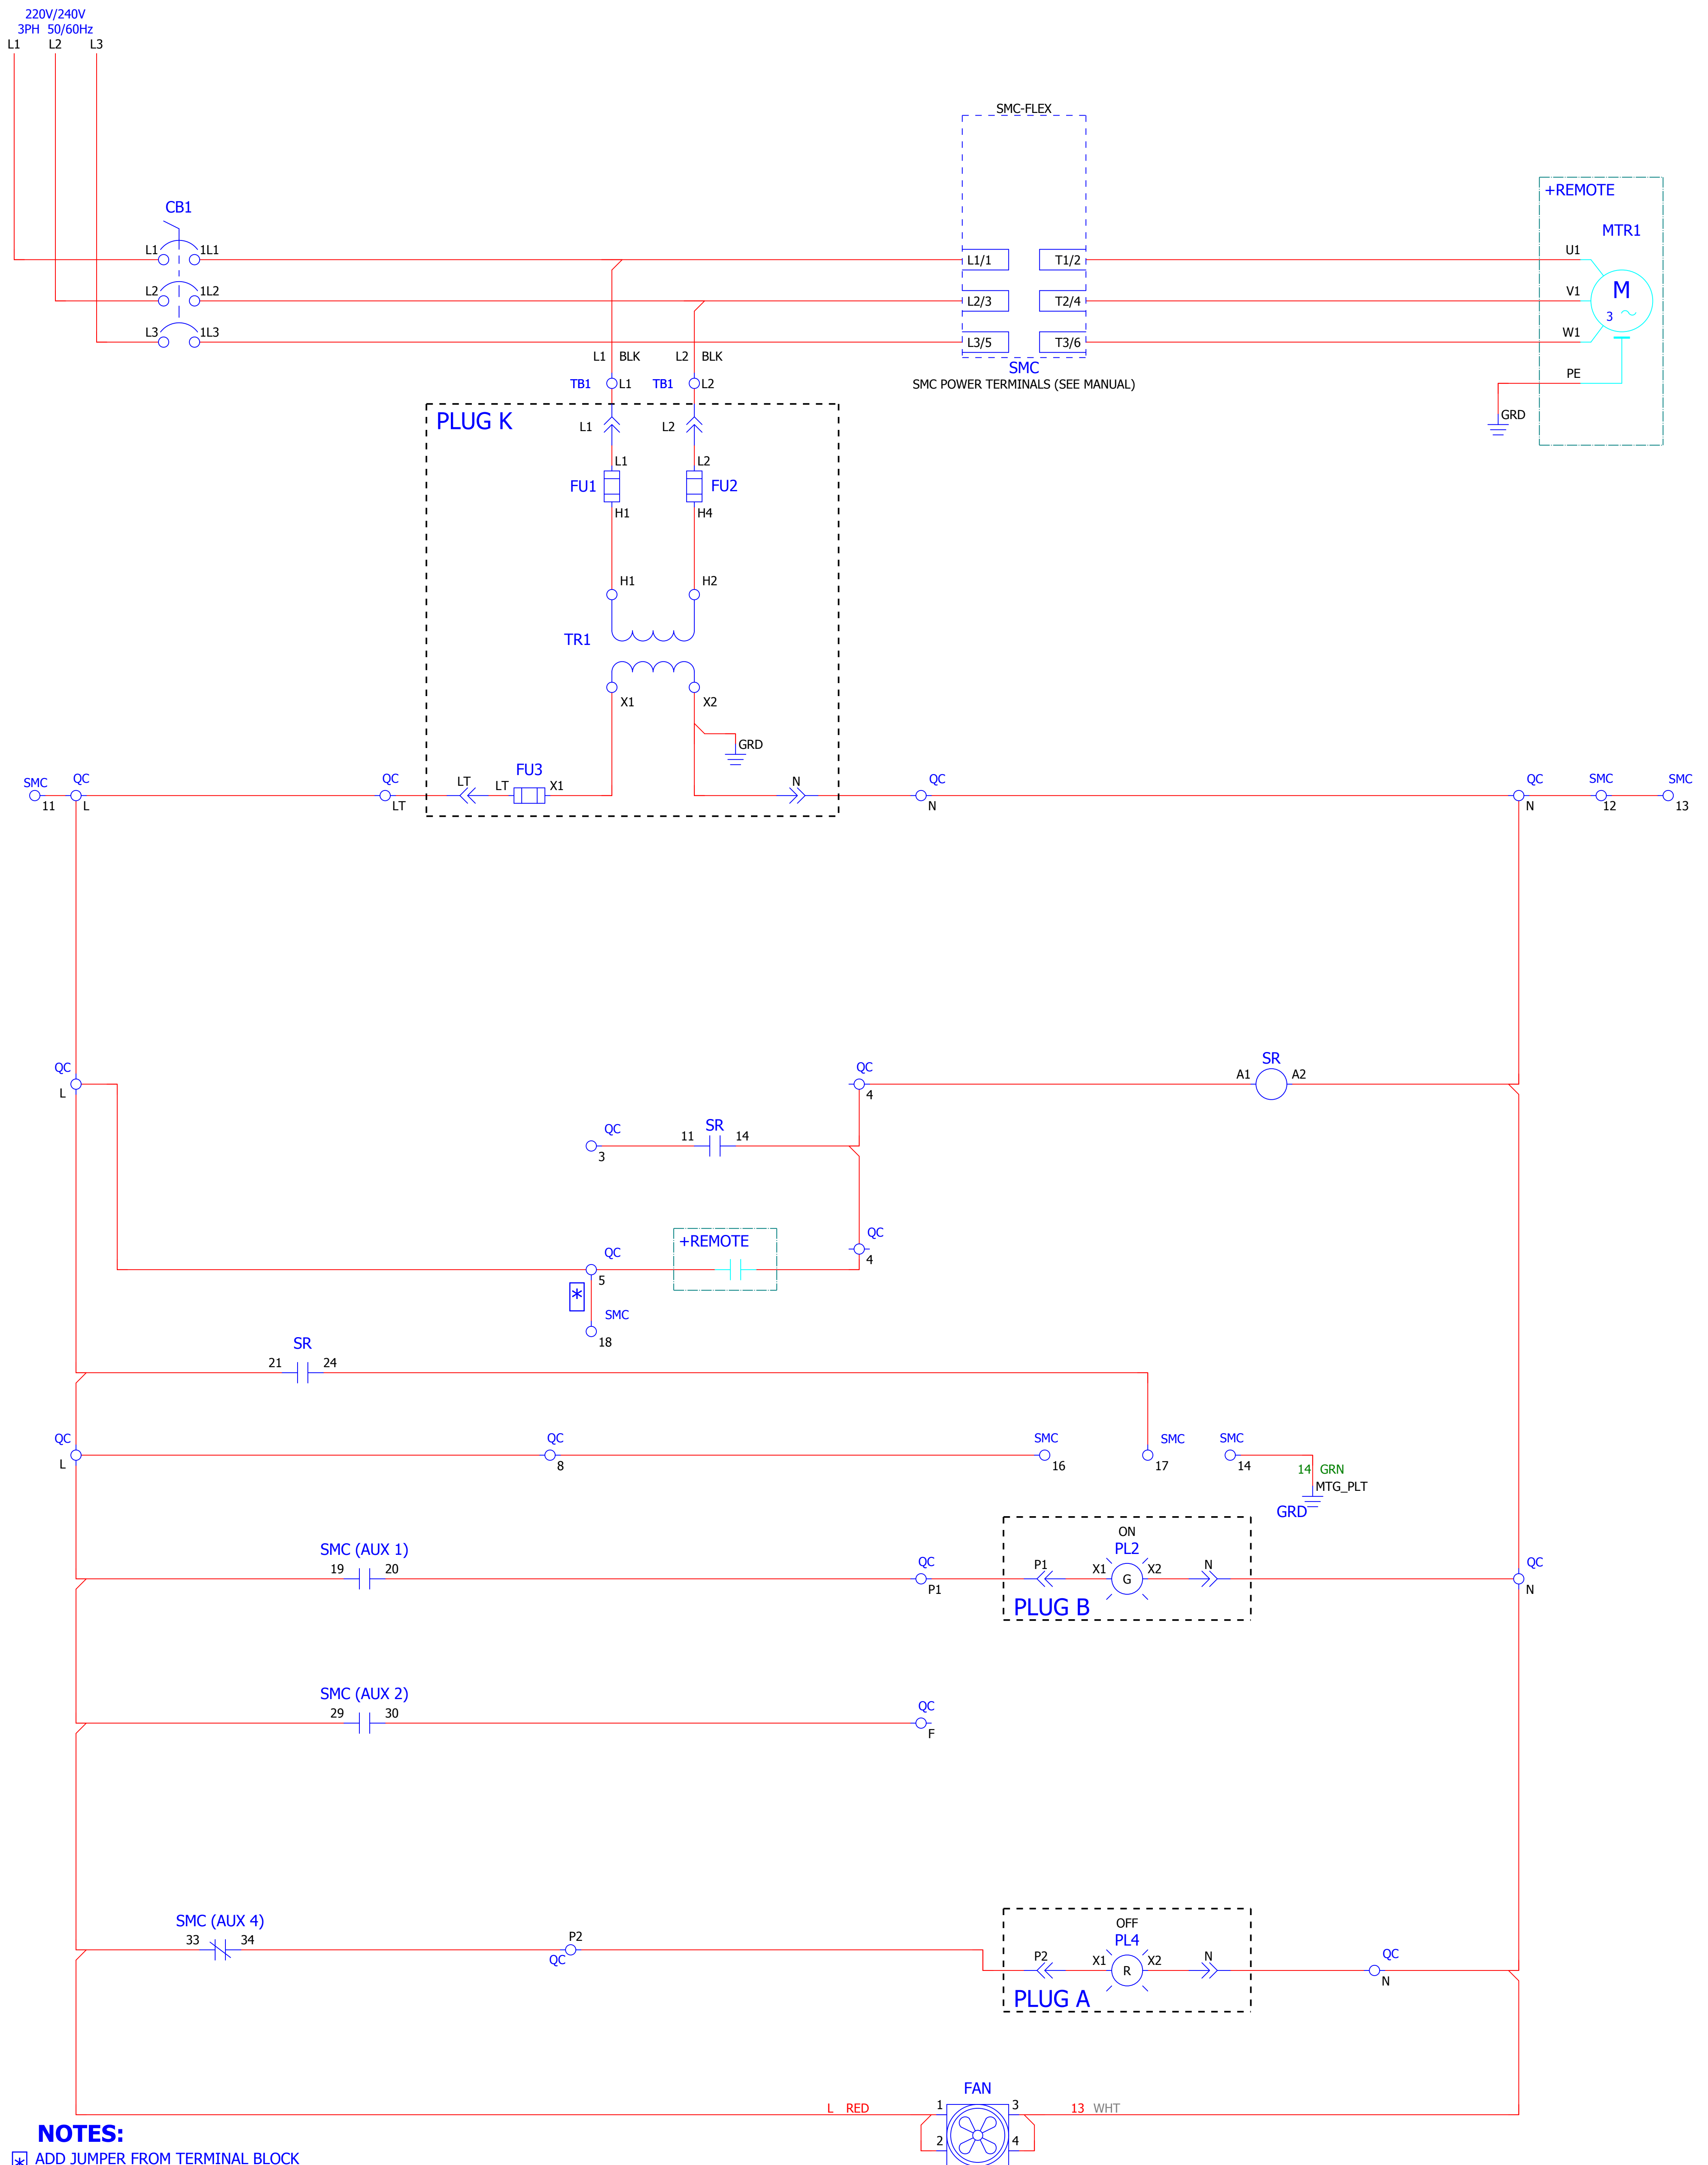 220V/240V
3PH 50/60Hz
L1 L2 L3
SMC-FLEX
+REMOTE
CB1
MTR1
L1 1L1
L1/1 T1/2
U1
L2 1L2
L2/3 T2/4
V1
M
3
L3 1L3
L3/5 T3/6
W1
L1 BLK L2 BLK
SMC
SMC POWER TERMINALS (SEE MANUAL)
PE
TB1 L1 TB1 L2
GRD
PLUG K
L1 L2
L1 L2
FU1 FU2
H1 H4
H1 H2
TR1
X1 X2
GRD
SMC QC QC LT LT FU3 X1 N QC QC SMC SMC
11 L LT N N 12 13
QC QC SR
L 4 A1 A2
QC SR
3 11 14
QC
4
+REMOTE
QC
5
*
SMC
18
SR
21 24
QC QC SMC SMC SMC
L 8 16 17 14
14 GRN
MTG_PLT
GRD
ON
SMC (AUX 1) PL2
19 20 QC P1 X1 X2 N QC
P1 G N
PLUG B
SMC (AUX 2)
29 30 QC
F
OFF
SMC (AUX 4) PL4
33 34 P2 P2 X1 X2 N QC
QC R N
PLUG A
FAN
L RED 1 3 13 WHT
2 4
NOTES:
* ADD JUMPER FROM TERMINAL BLOCK